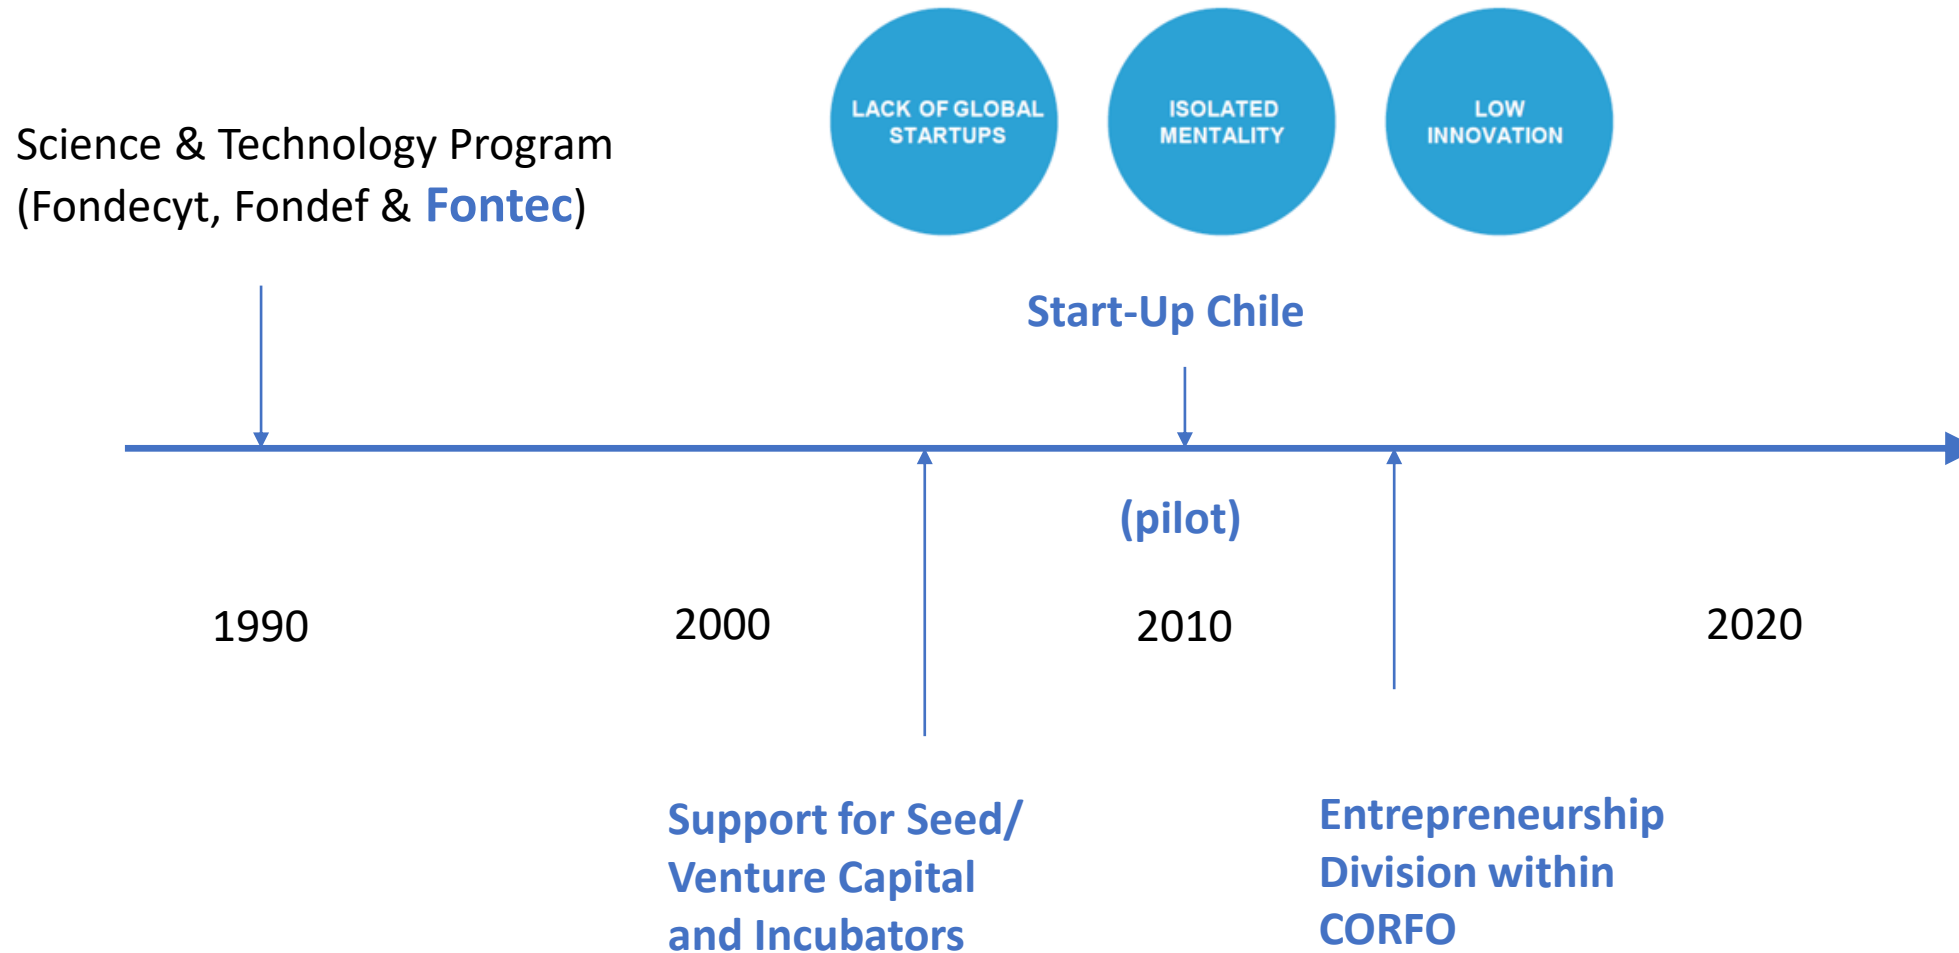 LACK OF GLOBAL
STARTUPS
ISOLATED
MENTALITY
LOW
INNOVATION
Science & Technology Program
(Fondecyt, Fondef & Fontec)
Start-Up Chile
(pilot)
1990
2000
2010
2020
Support for Seed/
Venture Capital
and Incubators
Entrepreneurship
Division within
CORFO